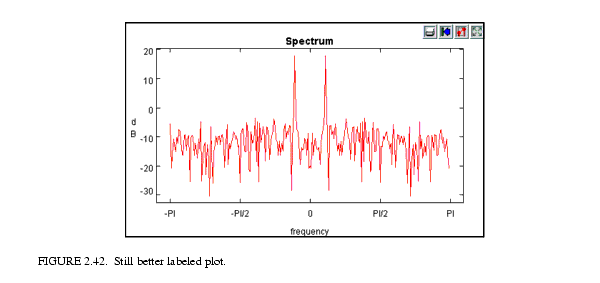 Spectrum
20
10
0
-10
-20
-30
dB
-PI -PI/2 0 PI/2 PI
frequency
FIGURE 2.42. Still better labeled plot.